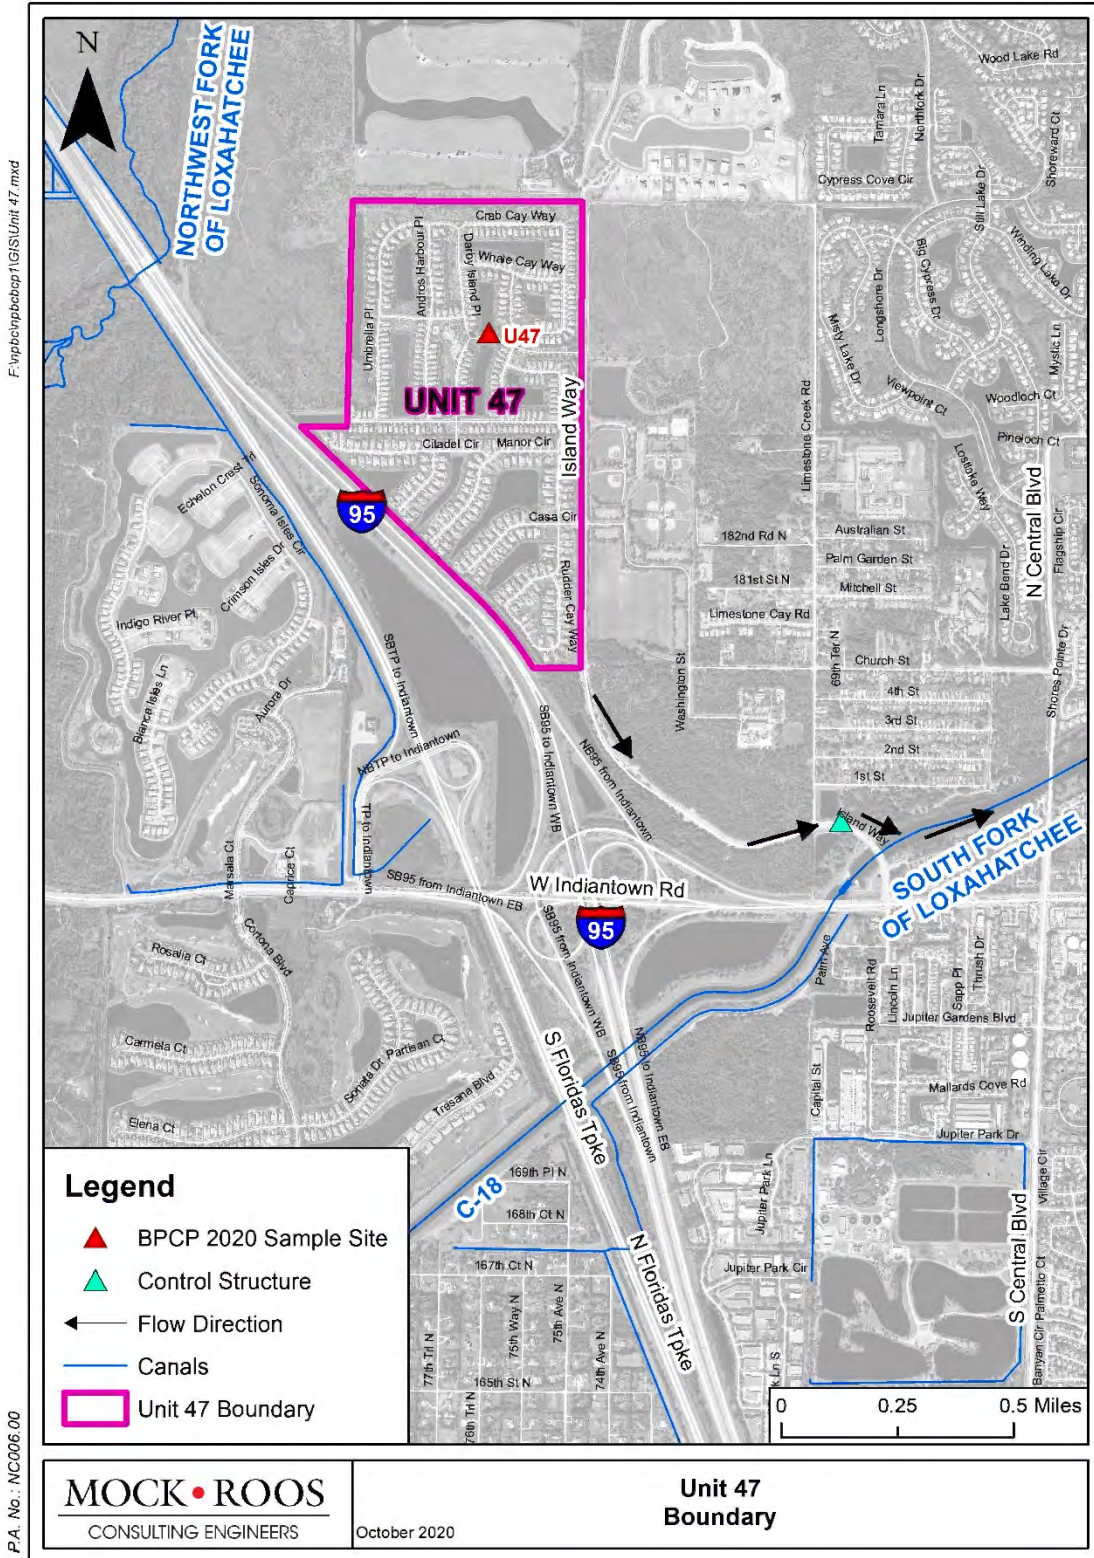 N
NORTHWEST FORK
OF LOXAHATCHEE
Wood Lake Rd
Tamara Ln
Northfork Dr
Shoreward Ct
Cypress Cove Cir
Still Lake Dr
Winding Lake Dr
Big Cypress Dr
Longshore Dr
Misty Lake Dr
Mystic Ln
Viewpoint Ct
Woodloch Ct
Pineloch Ct
Lostlake Way
Crab Cay Way
Andros Harbour Pl
Darby Island Pl
Whale Cay Way
Umbrella Pl
U47
UNIT 47
Island Way
Citadel Cir
Manor Cir
Casa Cir
Rudder Cay Way
Limestone Creek Rd
N Central Blvd
Flagship Cir
Lake Bend Dr
Shores Pointe Dr
Australian St
182nd Rd N
Palm Garden St
181st St N
Mitchell St
Limestone Cay Rd
69th Ter N
Church St
Washington St
4th St
3rd St
2nd St
1st St
Island Way
Echelon Crest Trl
Sonoma Isles Cir
95
Crimson Isles Dr
Indigo River Pl
Bianca Isles Ln
Aurora Dr
SBTP to Indiantown
NBTP to Indiantown
TP to Indiantown
SB95 to Indiantown WB
NB95 from Indiantown
Marsala Ct
Caprice Ct
SB95 from Indiantown EB
W Indiantown Rd
95
SOUTH FORK
OF LOXAHATCHEE
Cortona Blvd
Rosalia Ct
Carmela Ct
Elena Ct
Sonata Dr
Partisan Ct
Tresana Blvd
SB95 from Indiantown WB
SB95 from Indiantown
NB95 to Indiantown EB
S Floridas Tpke
N Floridas Tpke
Palm Ave
Roosevelt Rd
Lincoln Ln
Sapp Pl
Thrush Dr
Jupiter Gardens Blvd
Capital St
Mallards Cove Rd
Jupiter Park Dr
Jupiter Park Ln
Jupiter Park Cir
Village Cir
S Central Blvd
Palmetto Ct
Banyan Cir
k Ln S
C-18
169th Pl N
168th Ct N
167th Ct N
75th Way N
75th Ave N
74th Ave N
77th Trl N
165th St N
76th Trl N
Legend
BPCP 2020 Sample Site
Control Structure
Flow Direction
Canals
Unit 47 Boundary
0 0.25 0.5 Miles
MOCK•ROOS
CONSULTING ENGINEERS
October 2020
Unit 47
Boundary
F:\npbc\npbcbcp1\GIS\Unit 47.mxd
P.A. No.: NC006.00